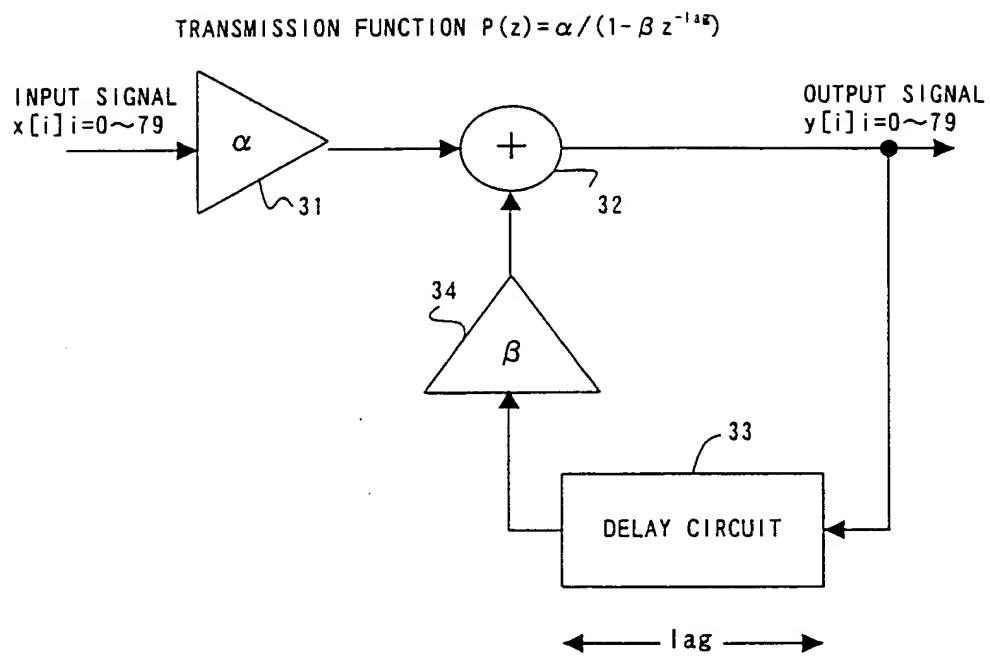 TRANSMISSION FUNCTION P(z)=α/(1-βz^-lag)
INPUT SIGNAL
x[i]i=0～79
OUTPUT SIGNAL
y[i]i=0～79
α
+
31
32
34
β
33
DELAY CIRCUIT
lag